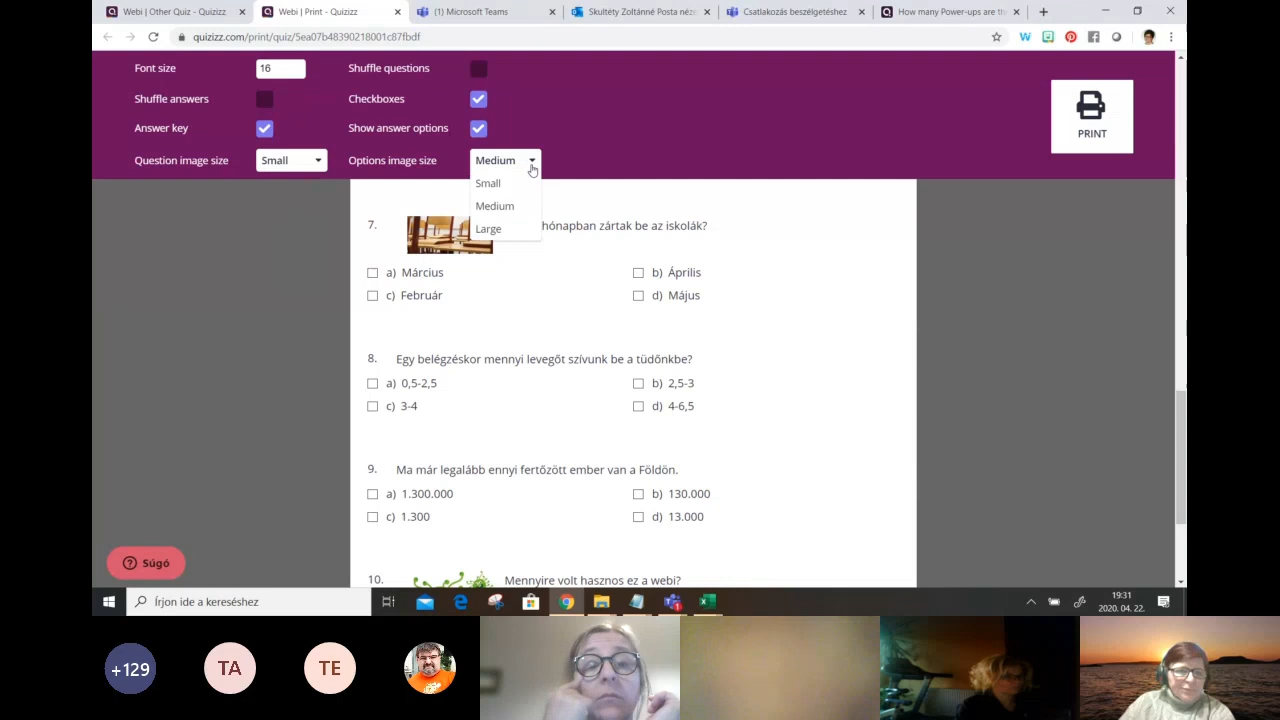 Webi | Other Quiz - Quizizz
Webi | Print - Quizizz
(1) Microsoft Teams
Skultéty Zoltánné Posta néze
Csatlakozás beszélgetéshez
How many Power-ups are th
quizizz.com/print/quiz/5ea07b48390218001c87fbdf
Font size 16 Shuffle questions
Shuffle answers Checkboxes
Answer key Show answer options
Question image size Small Options image size Medium
PRINT
Small
Medium
Large
7. hónapban zártak be az iskolák?
a) Március b) Április
c) Február d) Május
8. Egy belégzéskor mennyi levegőt szívunk be a tüdőnkbe?
a) 0,5-2,5 b) 2,5-3
c) 3-4 d) 4-6,5
9. Ma már legalább ennyi fertőzött ember van a Földön.
a) 1.300.000 b) 130.000
c) 1.300 d) 13.000
10. Mennyire volt hasznos ez a webi?
Súgó
Írjon ide a kereséshez
19:31
2020. 04. 22.
+129 TA TE